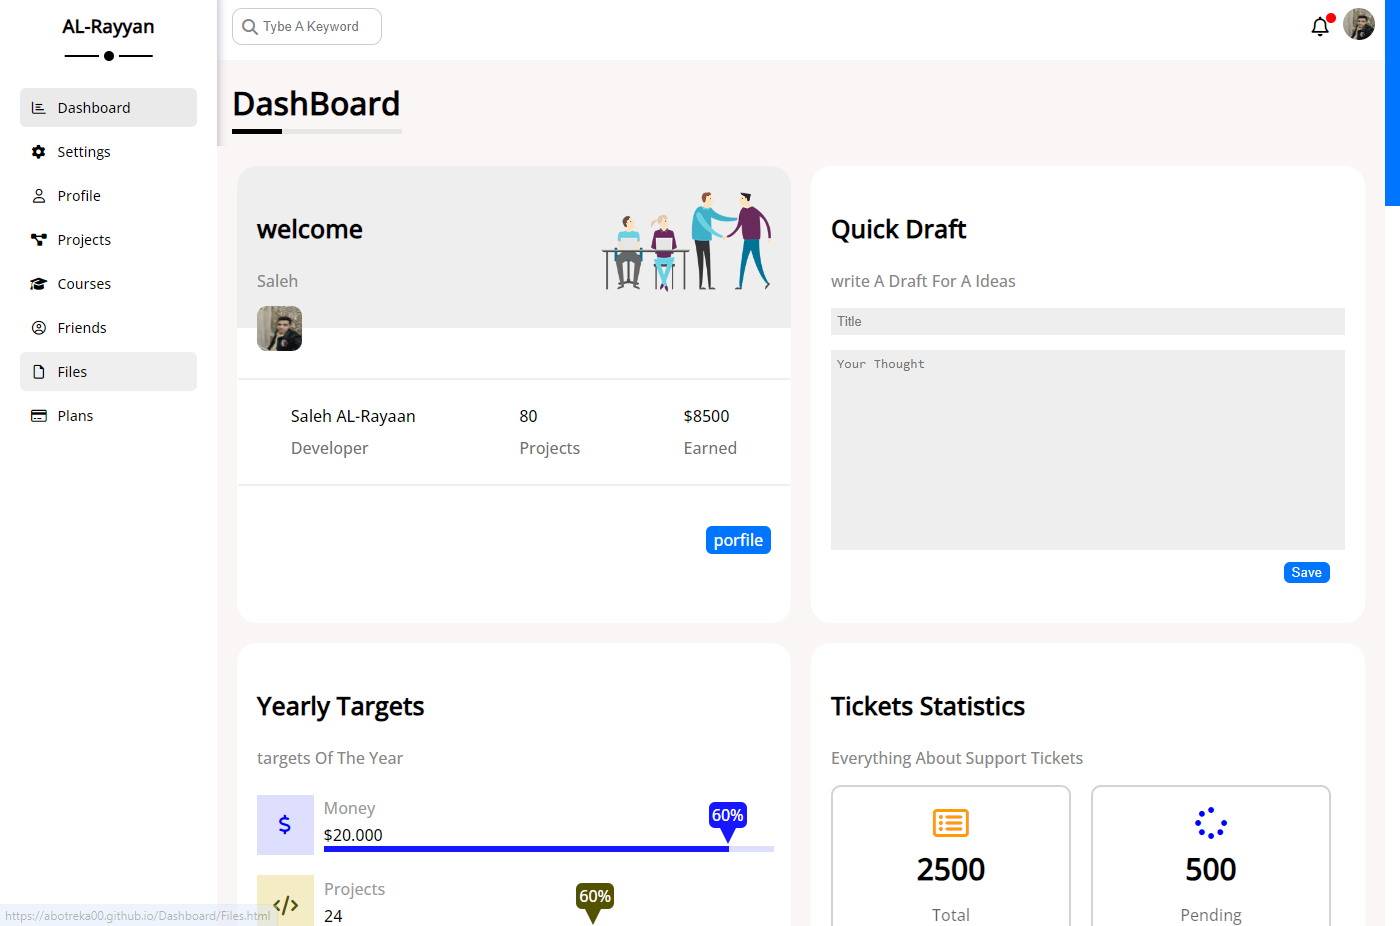 AL-Rayyan
Tybe A Keyword
Dashboard
Settings
Profile
Projects
Courses
Friends
Files
Plans
DashBoard
welcome
Saleh
Saleh AL-Rayaan
Developer
80
Projects
$8500
Earned
porfile
Quick Draft
write A Draft For A Ideas
Title
Your Thought
Save
Yearly Targets
targets Of The Year
$
Money
$20.000
60%
</>
Projects
24
60%
Tickets Statistics
Everything About Support Tickets
2500
Total
500
Pending
https://abotreka00.github.io/Dashboard/Files.html